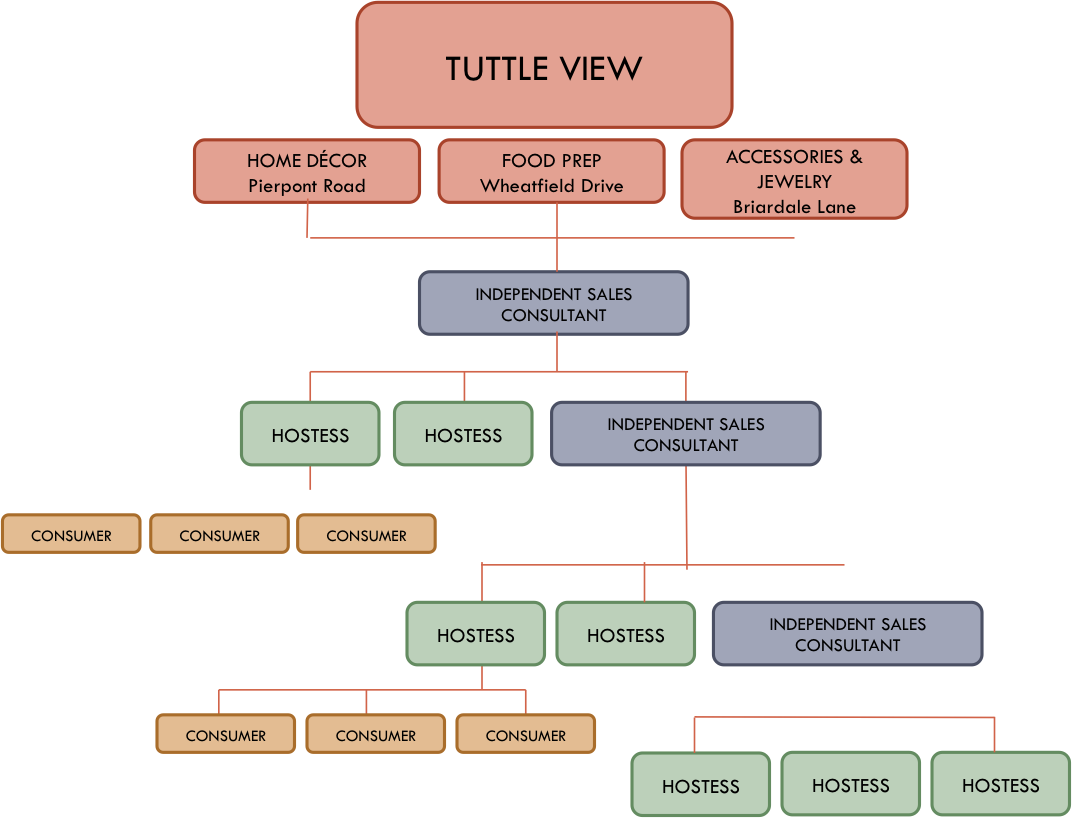 TUTTLE VIEW
HOME DÉCOR
Pierpont Road
FOOD PREP
Wheatfield Drive
ACCESSORIES &
JEWELRY
Briardale Lane
INDEPENDENT SALES
CONSULTANT
HOSTESS
HOSTESS
INDEPENDENT SALES
CONSULTANT
CONSUMER
CONSUMER
CONSUMER
HOSTESS
HOSTESS
INDEPENDENT SALES
CONSULTANT
CONSUMER
CONSUMER
CONSUMER
HOSTESS
HOSTESS
HOSTESS